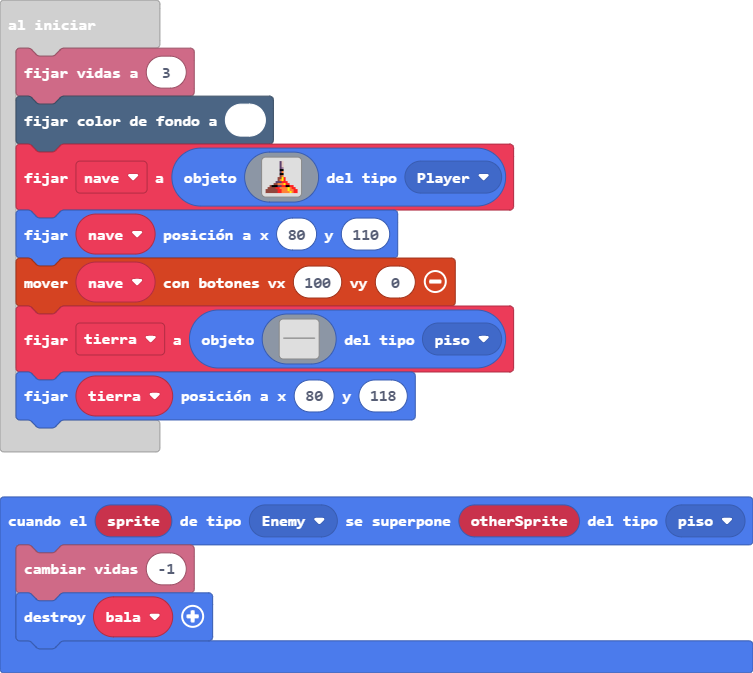 al iniciar
fijar vidas a 3
fijar color de fondo a
fijar nave a objeto del tipo Player
fijar nave posición a x 80 y 110
mover nave con botones vx 100 vy 0
fijar tierra a objeto del tipo piso
fijar tierra posición a x 80 y 118
cuando el sprite de tipo Enemy se superpone otherSprite del tipo piso
cambiar vidas -1
destroy bala